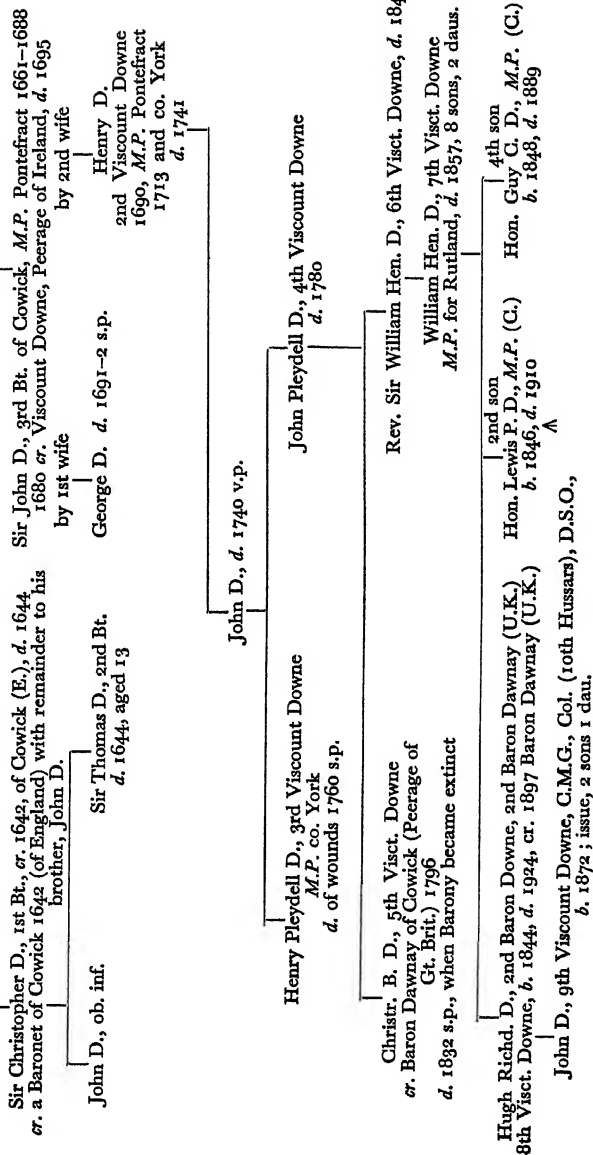 Sir Christopher D., 1st Bt., cr. 1642, of Cowick (E.), d. 1644
cr. a Baronet of Cowick 1642 (of England) with remainder to his
brother, John D.
John D., ob. inf.
Sir Thomas D., 2nd Bt.
d. 1644, aged 13
Sir John D., 3rd Bt. of Cowick, M.P. Pontefract 1661–1688
1680 cr. Viscount Downe, Peerage of Ireland, d. 1695
by 1st wife
by 2nd wife
George D. d. 1691–2 s.p.
Henry D.
2nd Viscount Downe
1690, M.P. Pontefract
1713 and co. York
d. 1741
John D., d. 1740 v.p.
Henry Pleydell D., 3rd Viscount Downe
M.P. co. York
d. of wounds 1760 s.p.
John Pleydell D., 4th Viscount Downe
d. 1780
Christr. B. D., 5th Visct. Downe
cr. Baron Dawnay of Cowick (Peerage of
Gt. Brit.) 1796
d. 1832 s.p., when Barony became extinct
Rev. Sir William Hen. D., 6th Visct. Downe, d.
William Hen. D., 7th Visct. Downe
M.P. for Rutland, d. 1857, 8 sons, 2 daus.
Hugh Richd. D., 2nd Baron Downe, 2nd Baron Dawnay (U.K.)
8th Visct. Downe, b. 1844, d. 1924, cr. 1897 Baron Dawnay (U.K.)
2nd son
Hon. Lewis P. D., M.P. (C.)
b. 1846, d. 1910
4th son
Hon. Guy C. D., M.P. (C.)
b. 1848, d. 1889
John D., 9th Viscount Downe, C.M.G., Col. (10th Hussars), D.S.O.,
b. 1872; issue, 2 sons 1 dau.